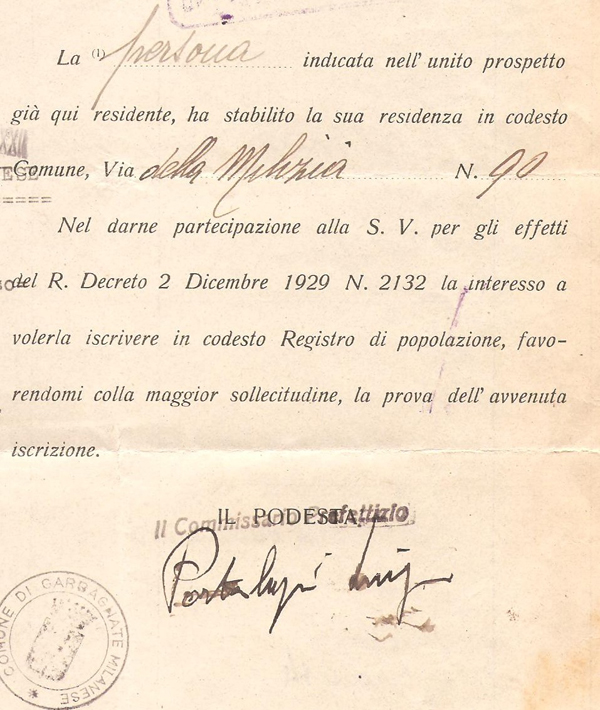 La (1) persona indicata nell' unito prospetto
già qui residente, ha stabilito la sua residenza in codesto
Comune, Via della Milizia N. 90
Nel darne partecipazione alla S. V. per gli effetti
del R. Decreto 2 Dicembre 1929 N. 2132 la interesso a
volerla iscrivere in codesto Registro di popolazione, favo-
rendomi colla maggior sollecitudine, la prova dell' avvenuta
iscrizione.
IL PODESTA
Il Commissario Prefettizio
Portalupi Luigi
COMUNE DI GARBAGNATE MILANESE